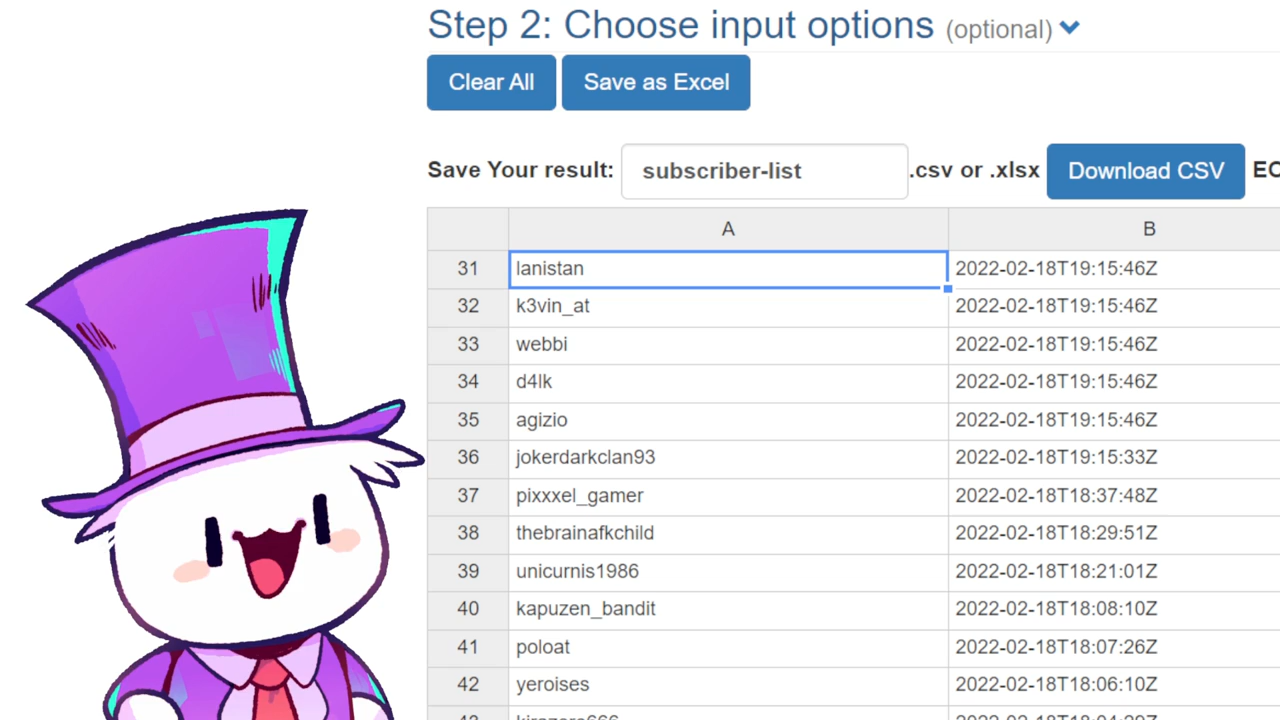 Step 2: Choose input options (optional)
Clear All Save as Excel
Save Your result: subscriber-list .csv or .xlsx Download CSV
A B
31 lanistan 2022-02-18T19:15:46Z
32 k3vin_at 2022-02-18T19:15:46Z
33 webbi 2022-02-18T19:15:46Z
34 d4lk 2022-02-18T19:15:46Z
35 agizio 2022-02-18T19:15:46Z
36 jokerdarkclan93 2022-02-18T19:15:33Z
37 pixxxel_gamer 2022-02-18T18:37:48Z
38 thebrainafkchild 2022-02-18T18:29:51Z
39 unicurnis1986 2022-02-18T18:21:01Z
40 kapuzen_bandit 2022-02-18T18:08:10Z
41 poloat 2022-02-18T18:07:26Z
42 yeroises 2022-02-18T18:06:10Z